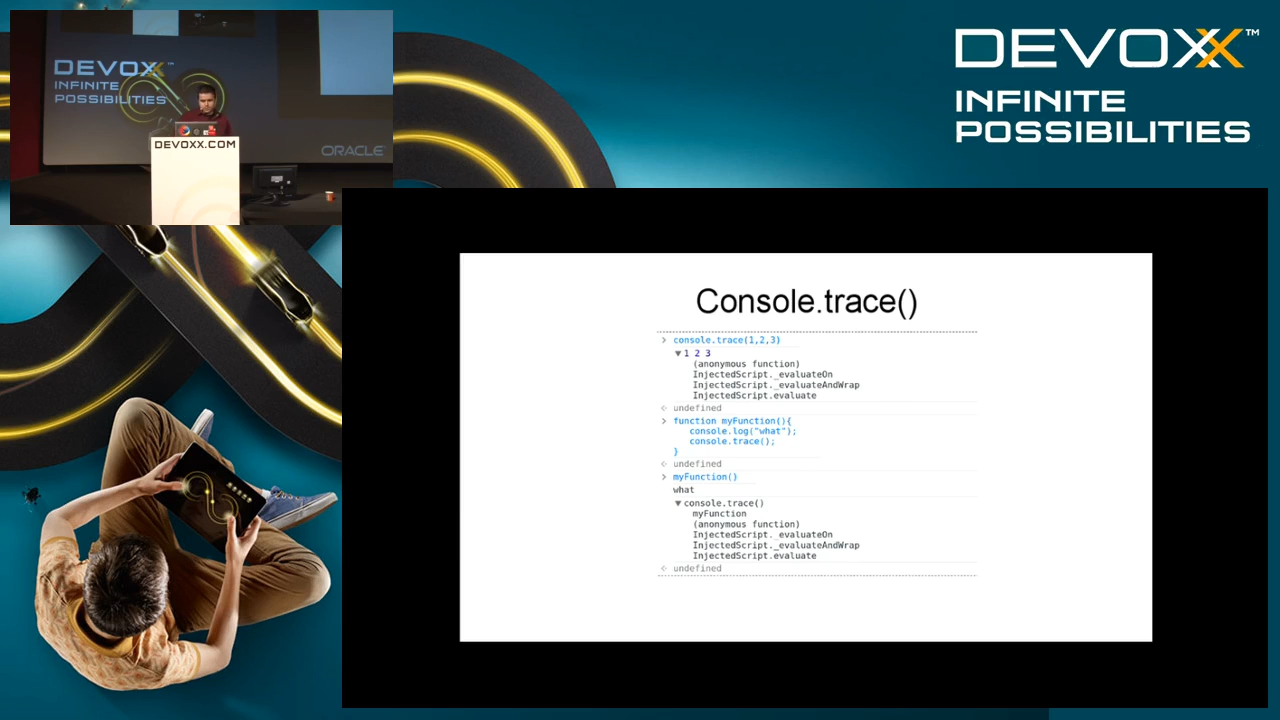 DEVOXX™
INFINITE
POSSIBILITIES
DEVOXX™
INFINITE
POSSIBILITIES
DEVOXX.COM
ORACLE
Console.trace()
> console.trace(1,2,3)
▼1 2 3
(anonymous function)
InjectedScript._evaluateOn
InjectedScript._evaluateAndWrap
InjectedScript.evaluate
<· undefined
> function myFunction(){
console.log("what");
console.trace();
}
<· undefined
> myFunction()
what
▼console.trace()
myFunction
(anonymous function)
InjectedScript._evaluateOn
InjectedScript._evaluateAndWrap
InjectedScript.evaluate
<· undefined